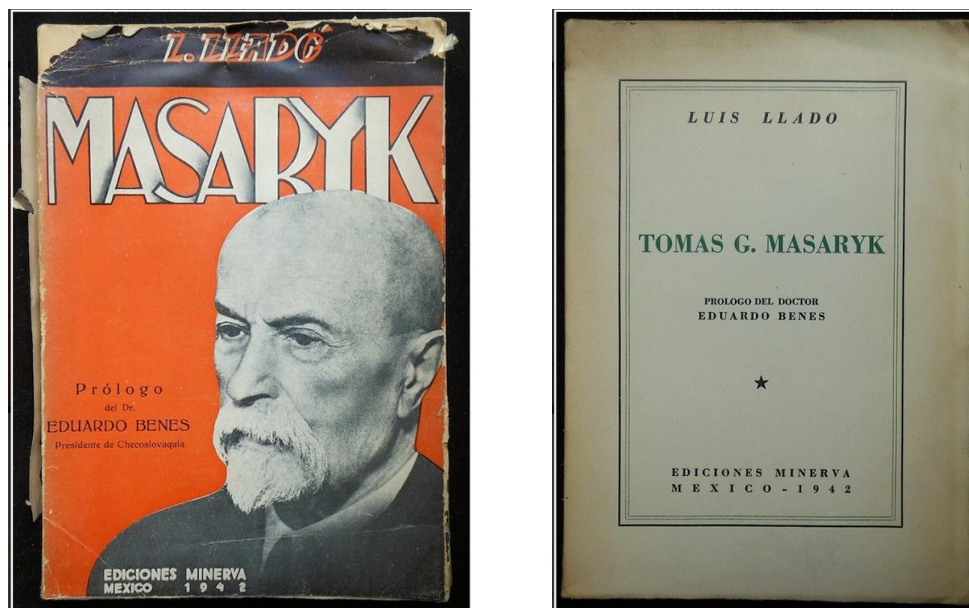 L. LLADÓ
MASARYK
Prólogo
del Dr.
EDUARDO BENES
Presidente de Checoslovaquia
EDICIONES MINERVA
MEXICO 1942
LUIS LLADO
TOMAS G. MASARYK
PROLOGO DEL DOCTOR
EDUARDO BENES
EDICIONES MINERVA
MEXICO-1942